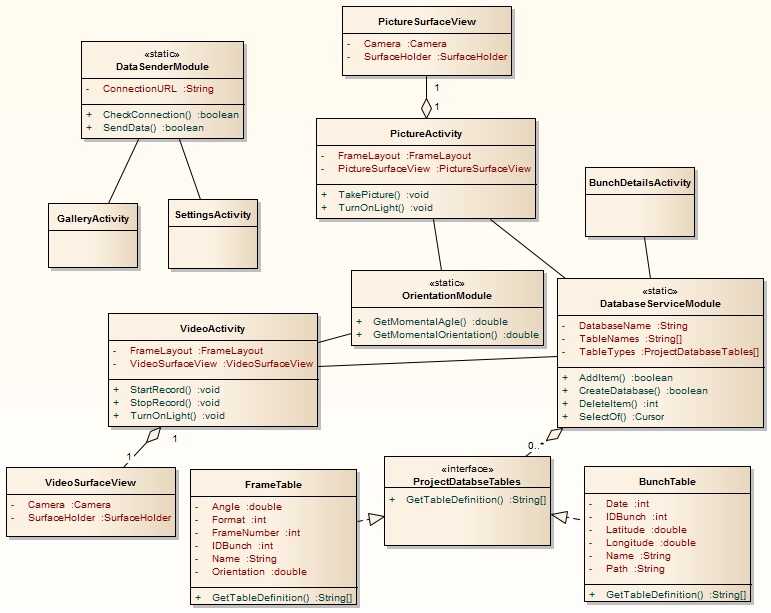 PictureSurfaceView
- Camera :Camera
- SurfaceHolder :SurfaceHolder
1
1
«static»
DataSenderModule
- ConnectionURL :String
+ CheckConnection() :boolean
+ SendData() :boolean
PictureActivity
- FrameLayout :FrameLayout
- PictureSurfaceView :PictureSurfaceView
+ TakePicture() :void
+ TurnOnLight() :void
BunchDetailsActivity
GalleryActivity
SettingsActivity
«static»
OrientationModule
+ GetMomentalAgle() :double
+ GetMomentalOrientation() :double
«static»
DatabaseServiceModule
- DatabaseName :String
- TableNames :String[]
- TableTypes :ProjectDatabaseTables[]
+ AddItem() :boolean
+ CreateDatabase() :boolean
+ DeleteItem() :int
+ SelectOf() :Cursor
VideoActivity
- FrameLayout :FrameLayout
- VideoSurfaceView :VideoSurfaceView
+ StartRecord() :void
+ StopRecord() :void
+ TurnOnLight() :void
1
1
0..*
VideoSurfaceView
- Camera :Camera
- SurfaceHolder :SurfaceHolder
FrameTable
- Angle :double
- Format :int
- FrameNumber :int
- IDBunch :int
- Name :String
- Orientation :double
+ GetTableDefinition() :String[]
«interface»
ProjectDatabseTables
+ GetTableDefinition() :String[]
BunchTable
- Date :int
- IDBunch :int
- Latitude :double
- Longitude :double
- Name :String
- Path :String
+ GetTableDefinition() :String[]